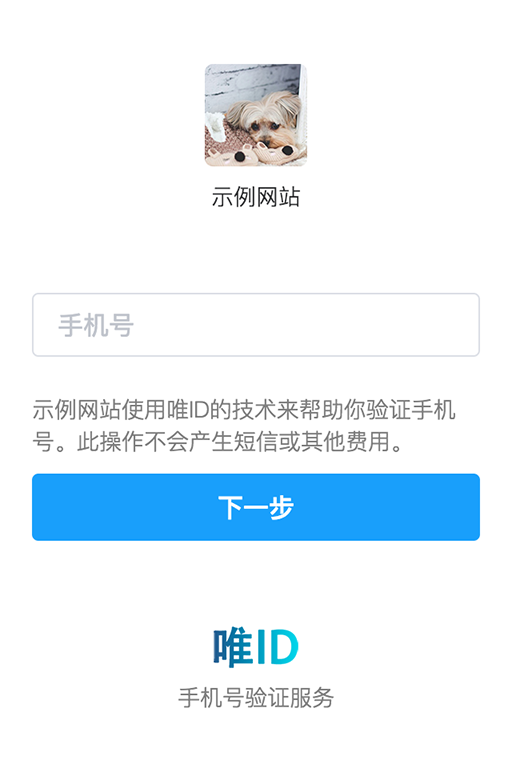 示例网站
手机号
示例网站使用唯ID的技术来帮助你验证手机
号。此操作不会产生短信或其他费用。
下一步
唯ID
手机号验证服务